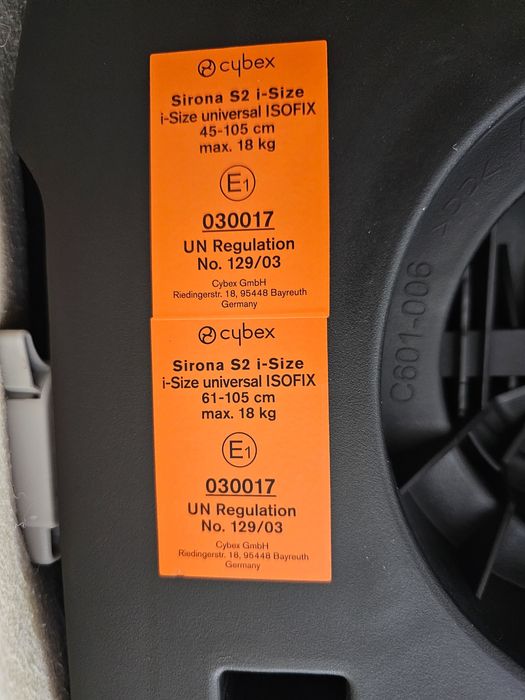 cybex
Sirona S2 i-Size
i-Size universal ISOFIX
45-105 cm
max. 18 kg
E1
030017
UN Regulation
No. 129/03
Cybex GmbH
Riedingerstr. 18, 95448 Bayreuth
Germany
cybex
Sirona S2 i-Size
i-Size universal ISOFIX
61-105 cm
max. 18 kg
E1
030017
UN Regulation
No. 129/03
Cybex GmbH
Riedingerstr. 18, 95448 Bayreuth
Germany
C601-006